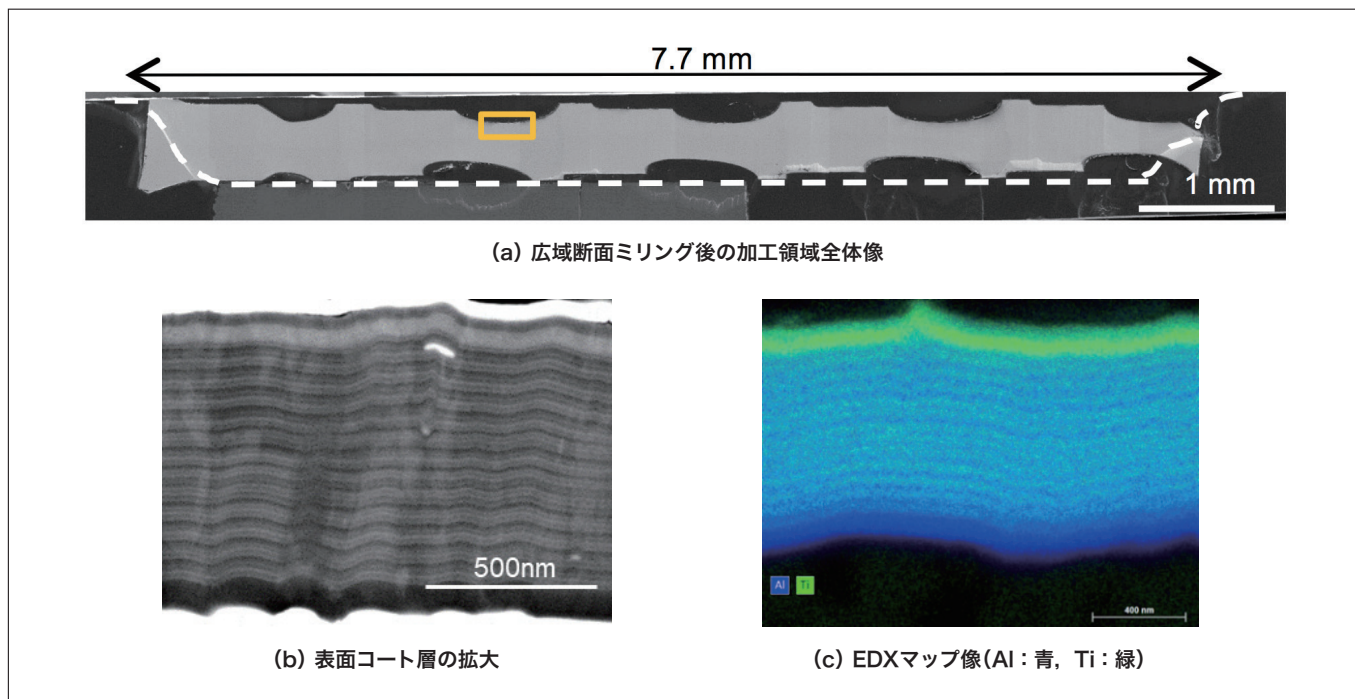 7.7 mm
1 mm
(a) 広域断面ミリング後の加工領域全体像
500nm
(b) 表面コート層の拡大
Al Ti
400 nm
(c) EDXマップ像(Al：青，Ti：緑)